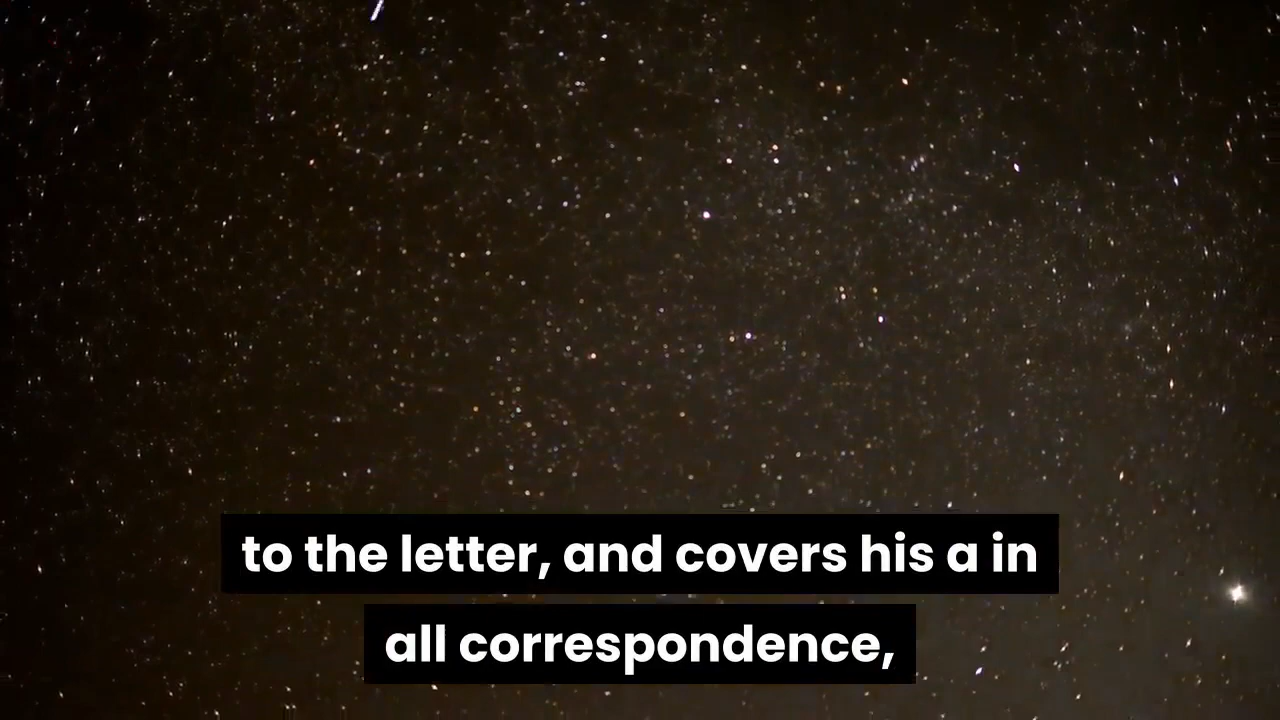 to the letter, and covers his a in
all correspondence,